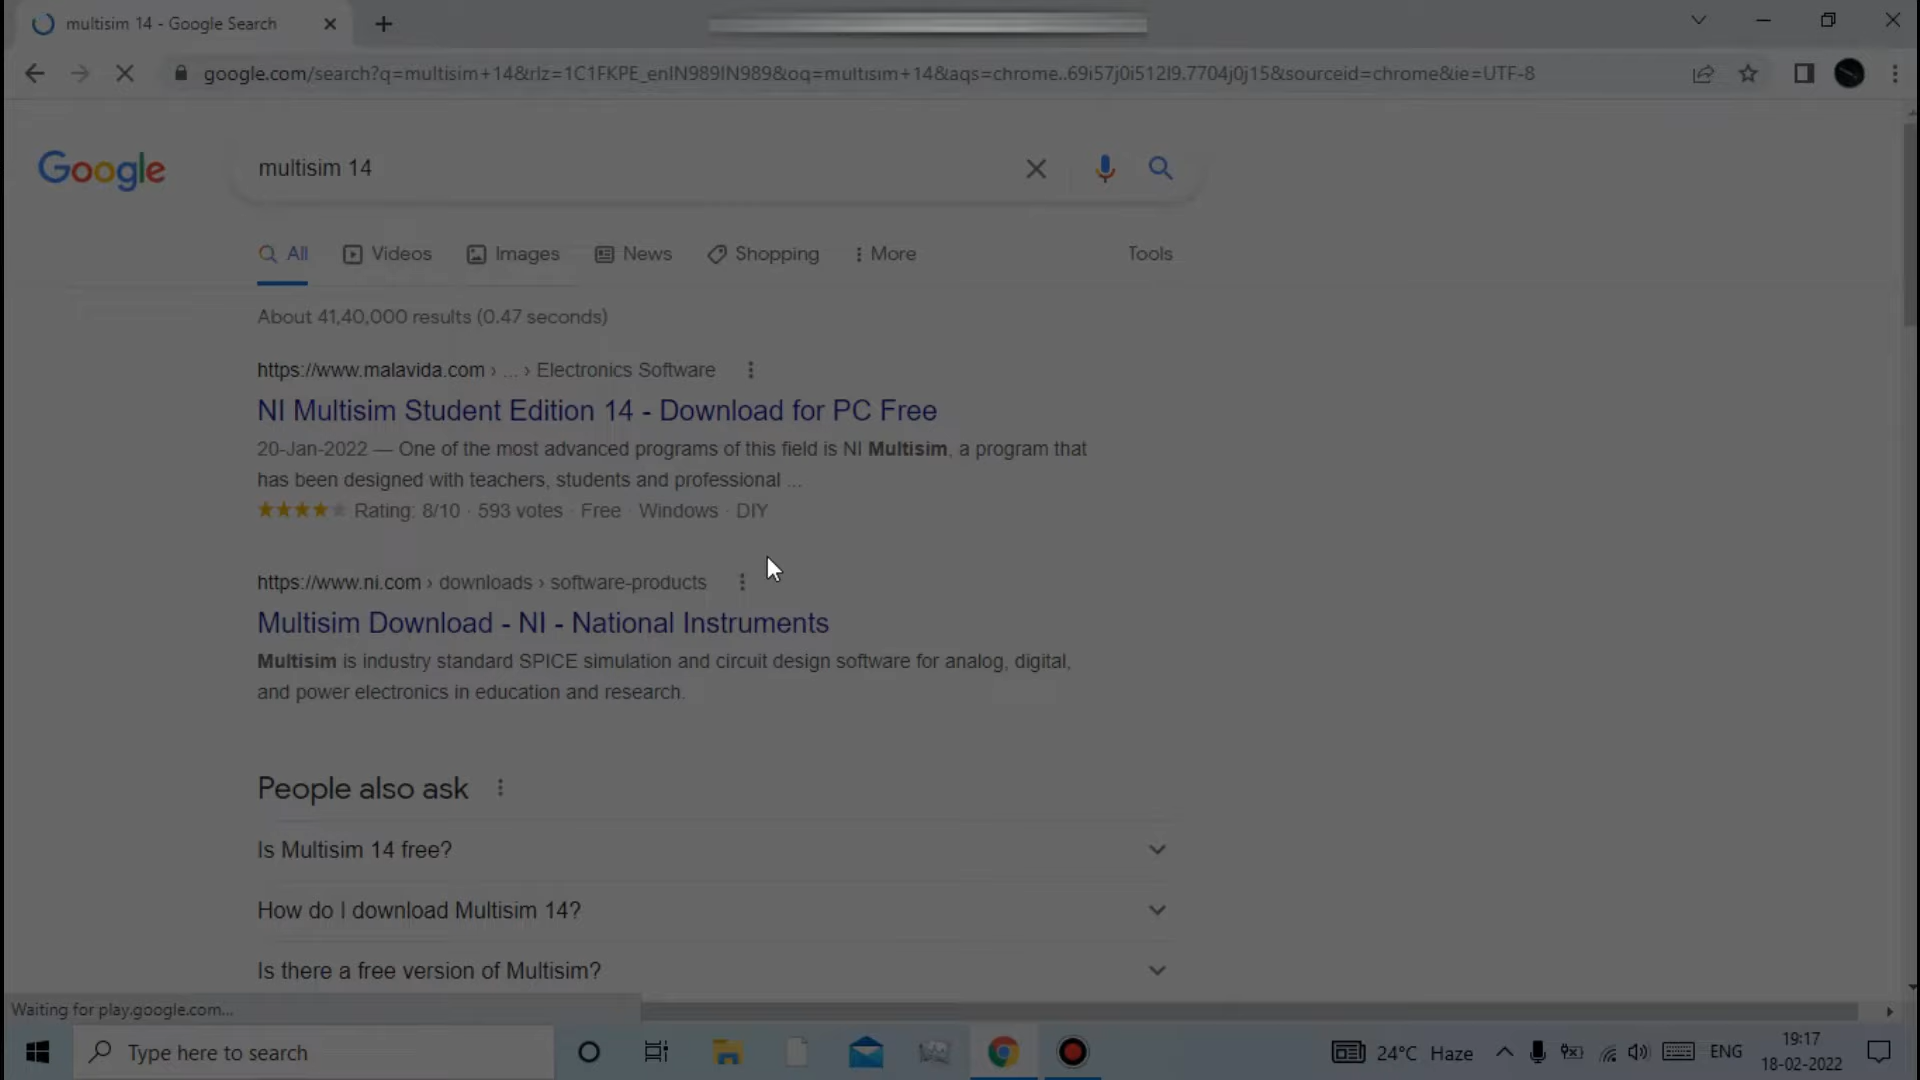 multisim 14 - Google Search
google.com/search?q=multisim+14&rlz=1C1FKPE_enIN989IN989&oq=multisim+14&aqs=chrome..69i57j0i512l9.7704j0j15&sourceid=chrome&ie=UTF-8
Google
multisim 14
All Videos Images News Shopping More Tools
About 41,40,000 results (0.47 seconds)
https://www.malavida.com › ... › Electronics Software
NI Multisim Student Edition 14 - Download for PC Free
20-Jan-2022 — One of the most advanced programs of this field is NI Multisim, a program that
has been designed with teachers, students and professional ...
Rating: 8/10 · 593 votes · Free · Windows · DIY
https://www.ni.com › downloads › software-products
Multisim Download - NI - National Instruments
Multisim is industry standard SPICE simulation and circuit design software for analog, digital,
and power electronics in education and research.
People also ask
Is Multisim 14 free?
How do I download Multisim 14?
Is there a free version of Multisim?
Waiting for play.google.com...
Type here to search
24°C Haze
ENG
19:17
18-02-2022